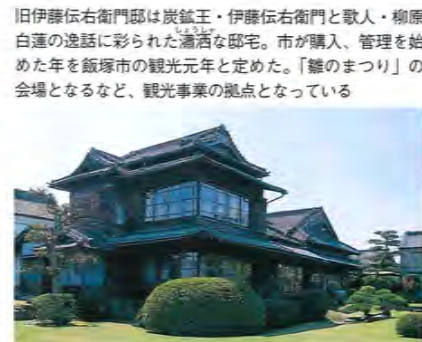 旧伊藤伝右衛門邸は炭鉱王・伊藤伝右衛門と歌人・柳原
白蓮の逸話に彩られた瀟洒な邸宅。市が購入、管理を始
めた年を飯塚市の観光元年と定めた。「雛のまつり」の
会場となるなど、観光事業の拠点となっている